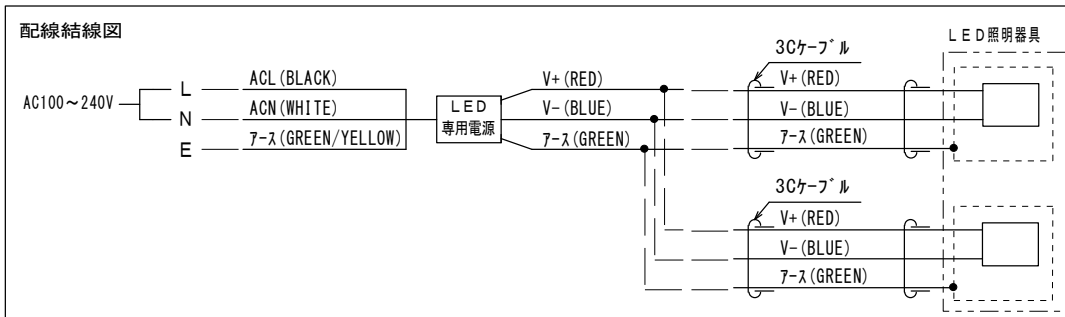 配線結線図
LED照明器具
3Cケーブル
L ACL(BLACK) V+(RED) V+(RED)
AC100~240V
N ACN(WHITE) LED V-(BLUE) V-(BLUE)
専用電源
E アース(GREEN/YELLOW) アース(GREEN) アース(GREEN)
3Cケーブル
V+(RED)
V-(BLUE)
アース(GREEN)